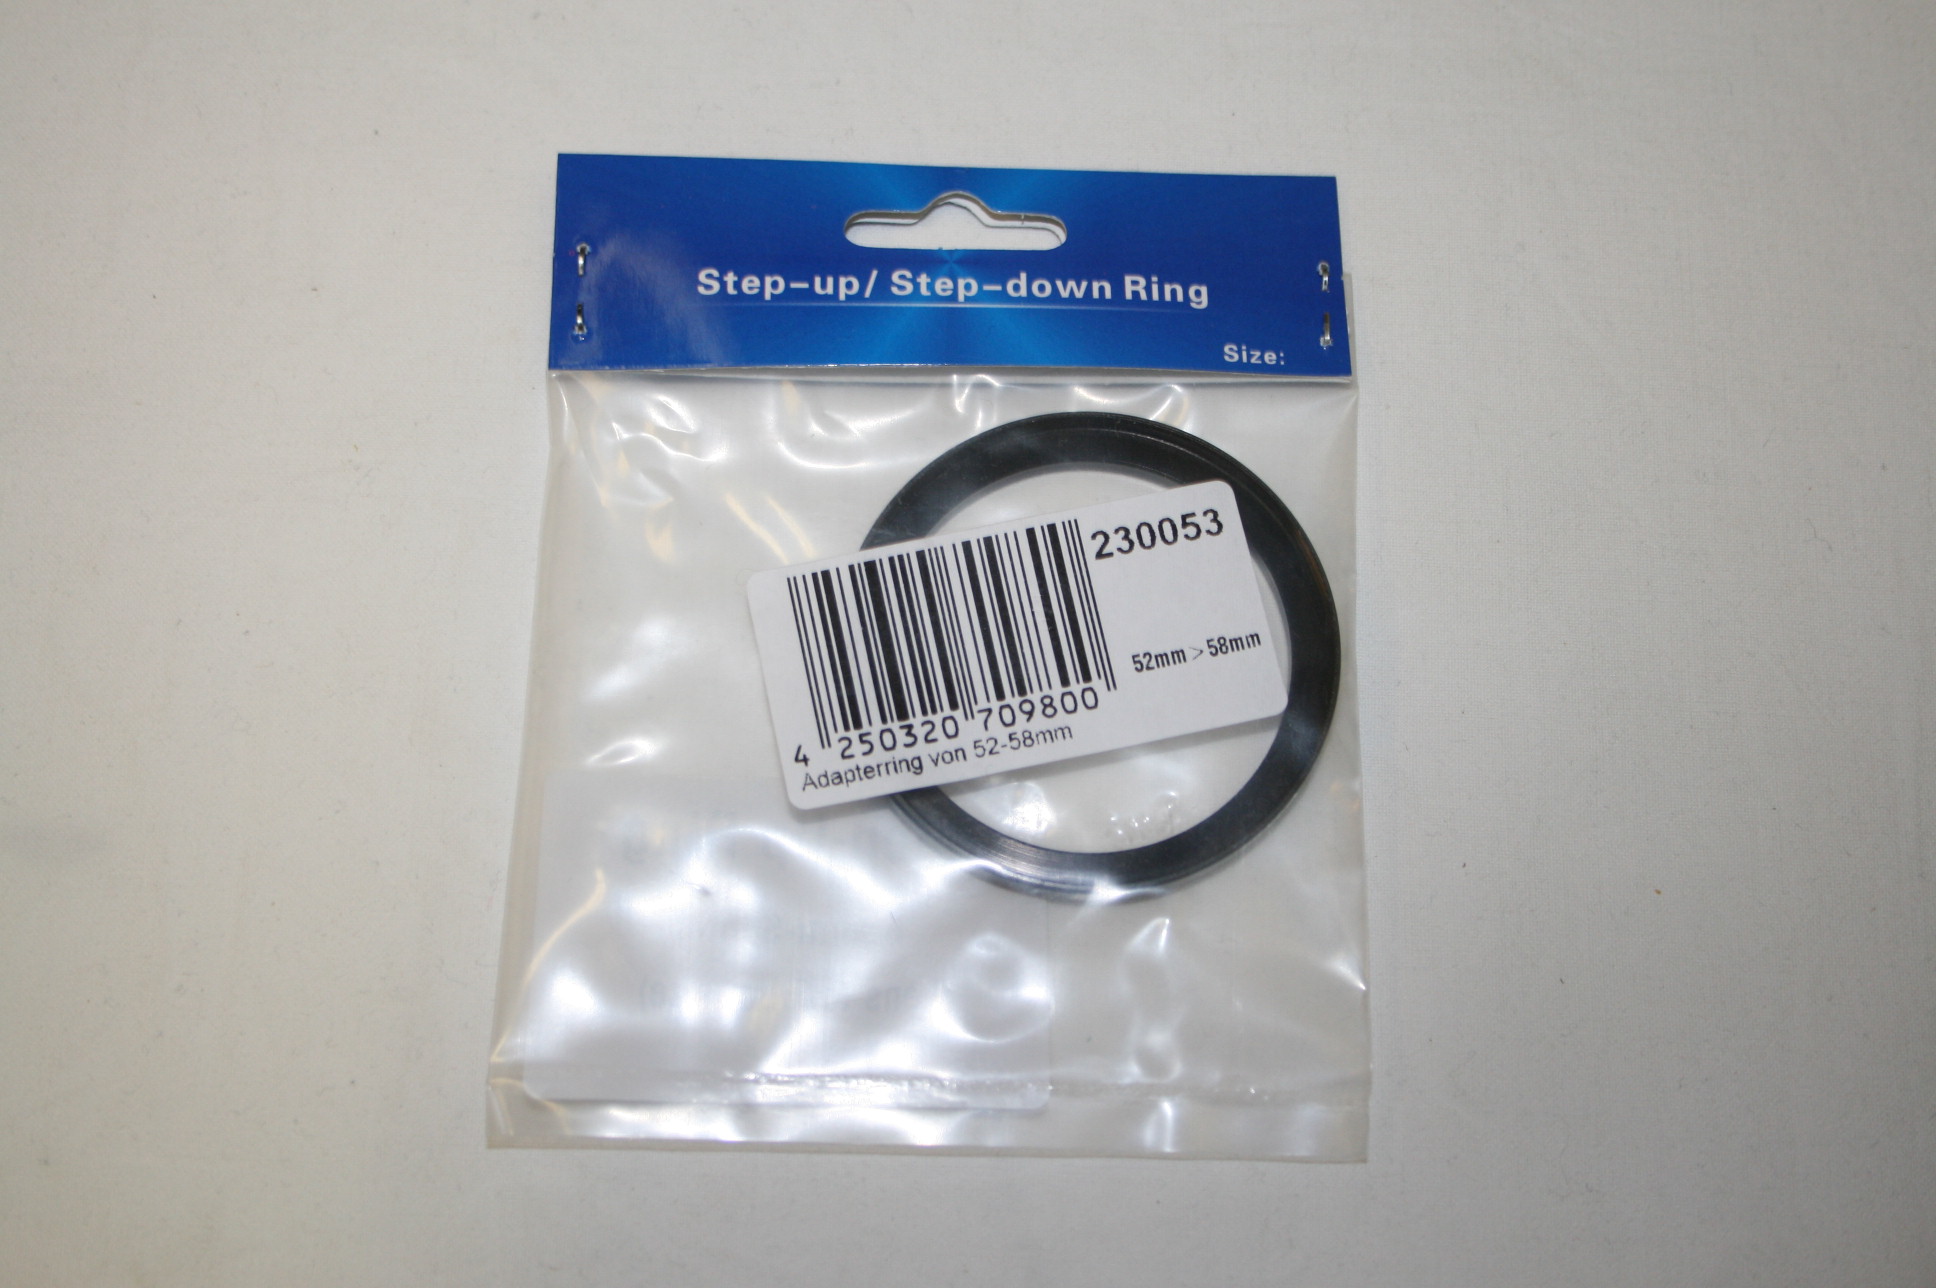 Step-up/ Step-down Ring
Size:
230053
52mm > 58mm
4 250320 709800
Adapterring von 52-58mm